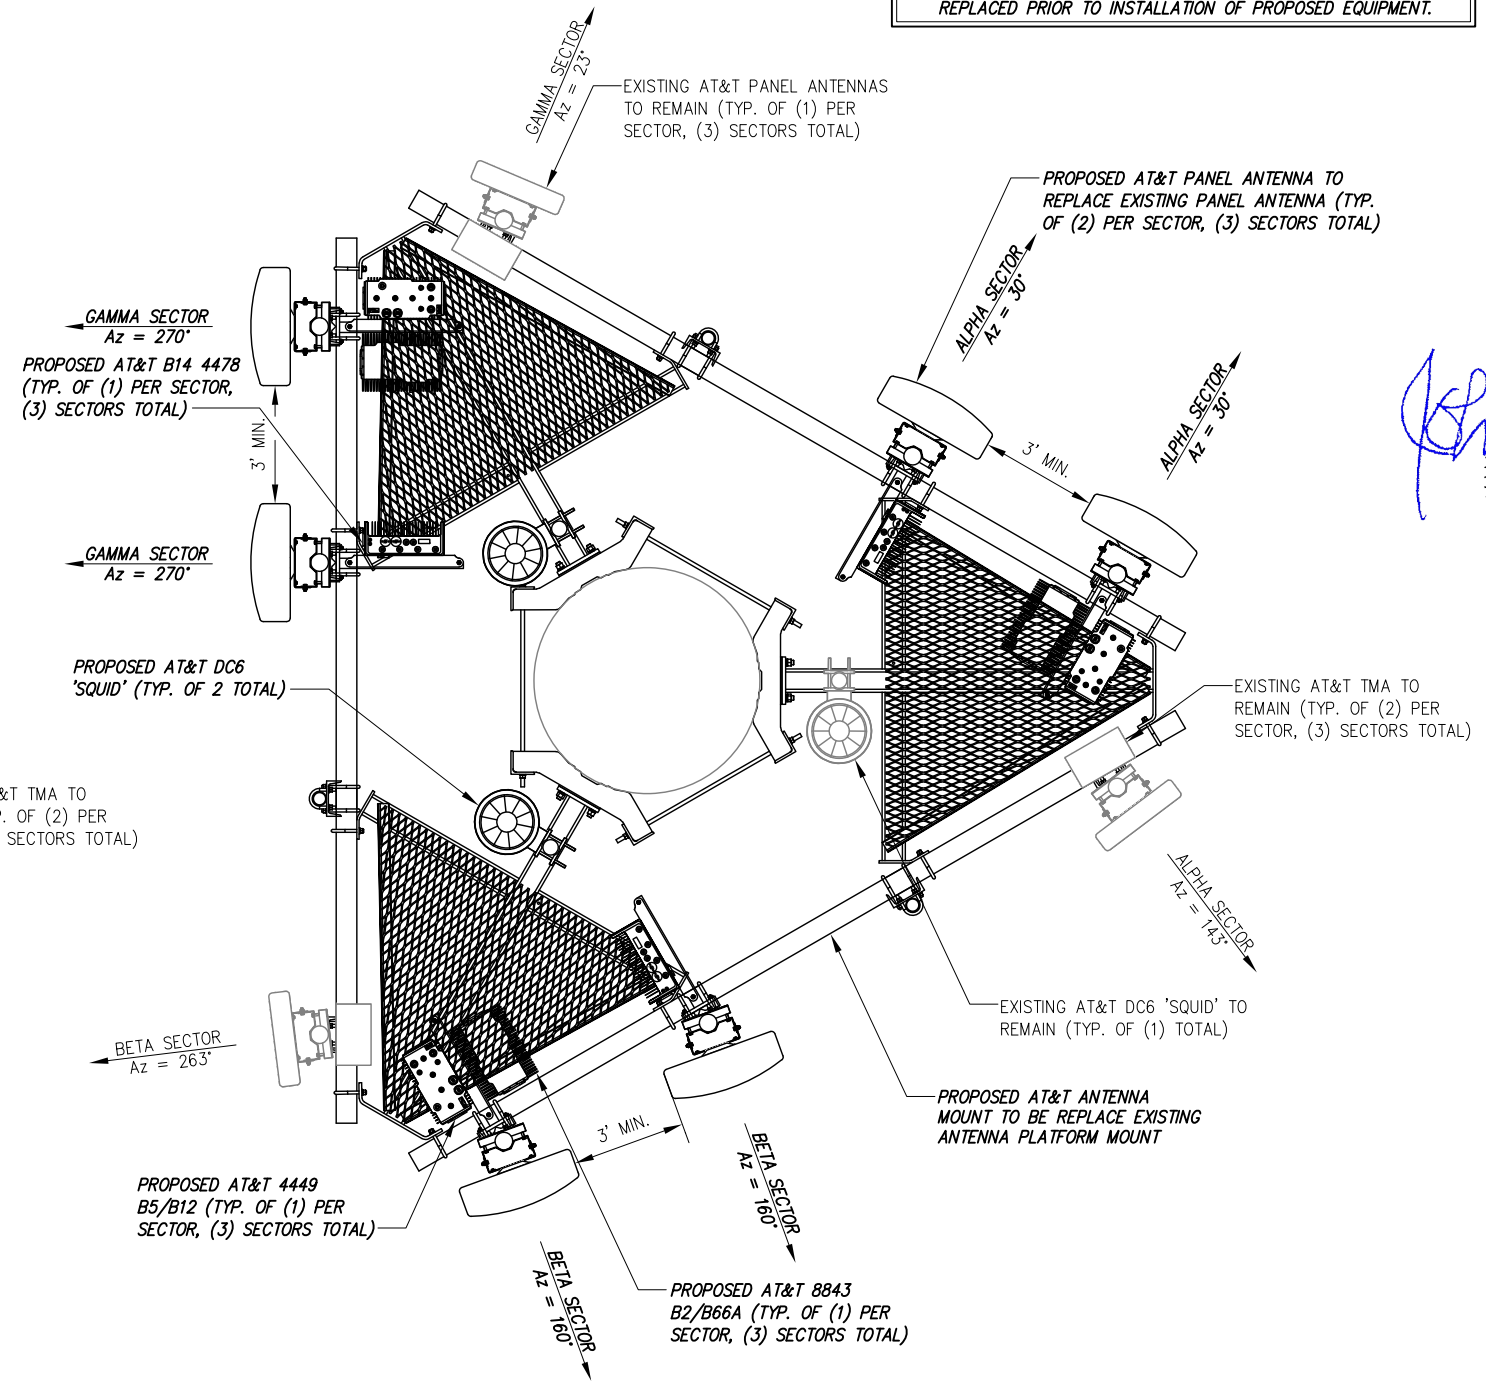 REPLACED PRIOR TO INSTALLATION OF PROPOSED EQUIPMENT.
GAMMA SECTOR
Az = 23°
EXISTING AT&T PANEL ANTENNAS
TO REMAIN (TYP. OF (1) PER
SECTOR, (3) SECTORS TOTAL)
PROPOSED AT&T PANEL ANTENNA TO
REPLACE EXISTING PANEL ANTENNA (TYP.
OF (2) PER SECTOR, (3) SECTORS TOTAL)
ALPHA SECTOR
Az = 30°
GAMMA SECTOR
Az = 270°
PROPOSED AT&T B14 4478
(TYP. OF (1) PER SECTOR,
(3) SECTORS TOTAL)
3' MIN.
ALPHA SECTOR
Az = 30°
3' MIN.
GAMMA SECTOR
Az = 270°
PROPOSED AT&T DC6
'SQUID' (TYP. OF 2 TOTAL)
EXISTING AT&T TMA TO
REMAIN (TYP. OF (2) PER
SECTOR, (3) SECTORS TOTAL)
&T TMA TO
. OF (2) PER
SECTORS TOTAL)
ALPHA SECTOR
Az = 143°
EXISTING AT&T DC6 'SQUID' TO
REMAIN (TYP. OF (1) TOTAL)
BETA SECTOR
Az = 263°
PROPOSED AT&T ANTENNA
MOUNT TO BE REPLACE EXISTING
ANTENNA PLATFORM MOUNT
3' MIN.
BETA SECTOR
Az = 160°
PROPOSED AT&T 4449
B5/B12 (TYP. OF (1) PER
SECTOR, (3) SECTORS TOTAL)
BETA SECTOR
Az = 160°
PROPOSED AT&T 8843
B2/B66A (TYP. OF (1) PER
SECTOR, (3) SECTORS TOTAL)